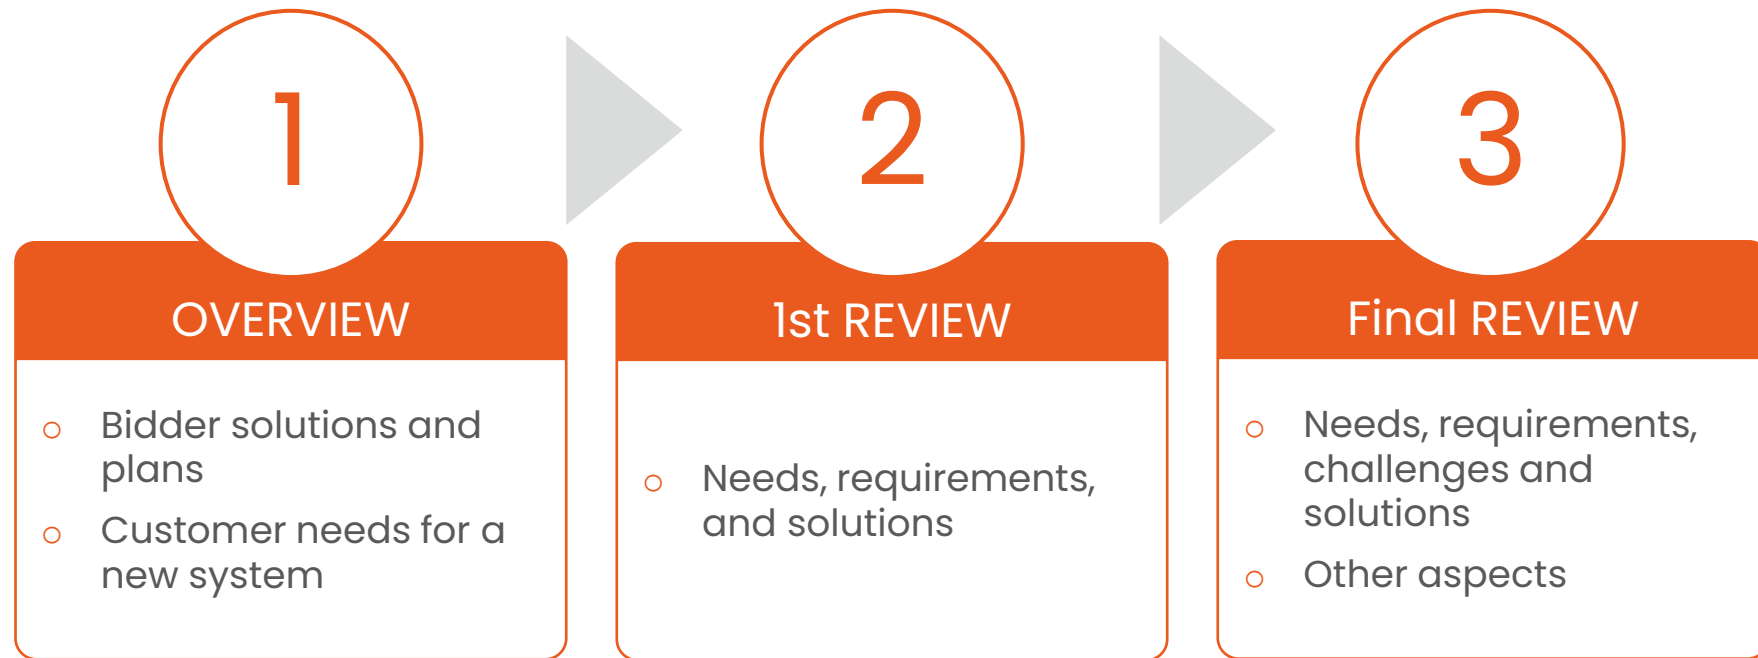 1
OVERVIEW
o Bidder solutions and
plans
o Customer needs for a
new system
2
1st REVIEW
o Needs, requirements,
and solutions
3
Final REVIEW
o Needs, requirements,
challenges and
solutions
o Other aspects